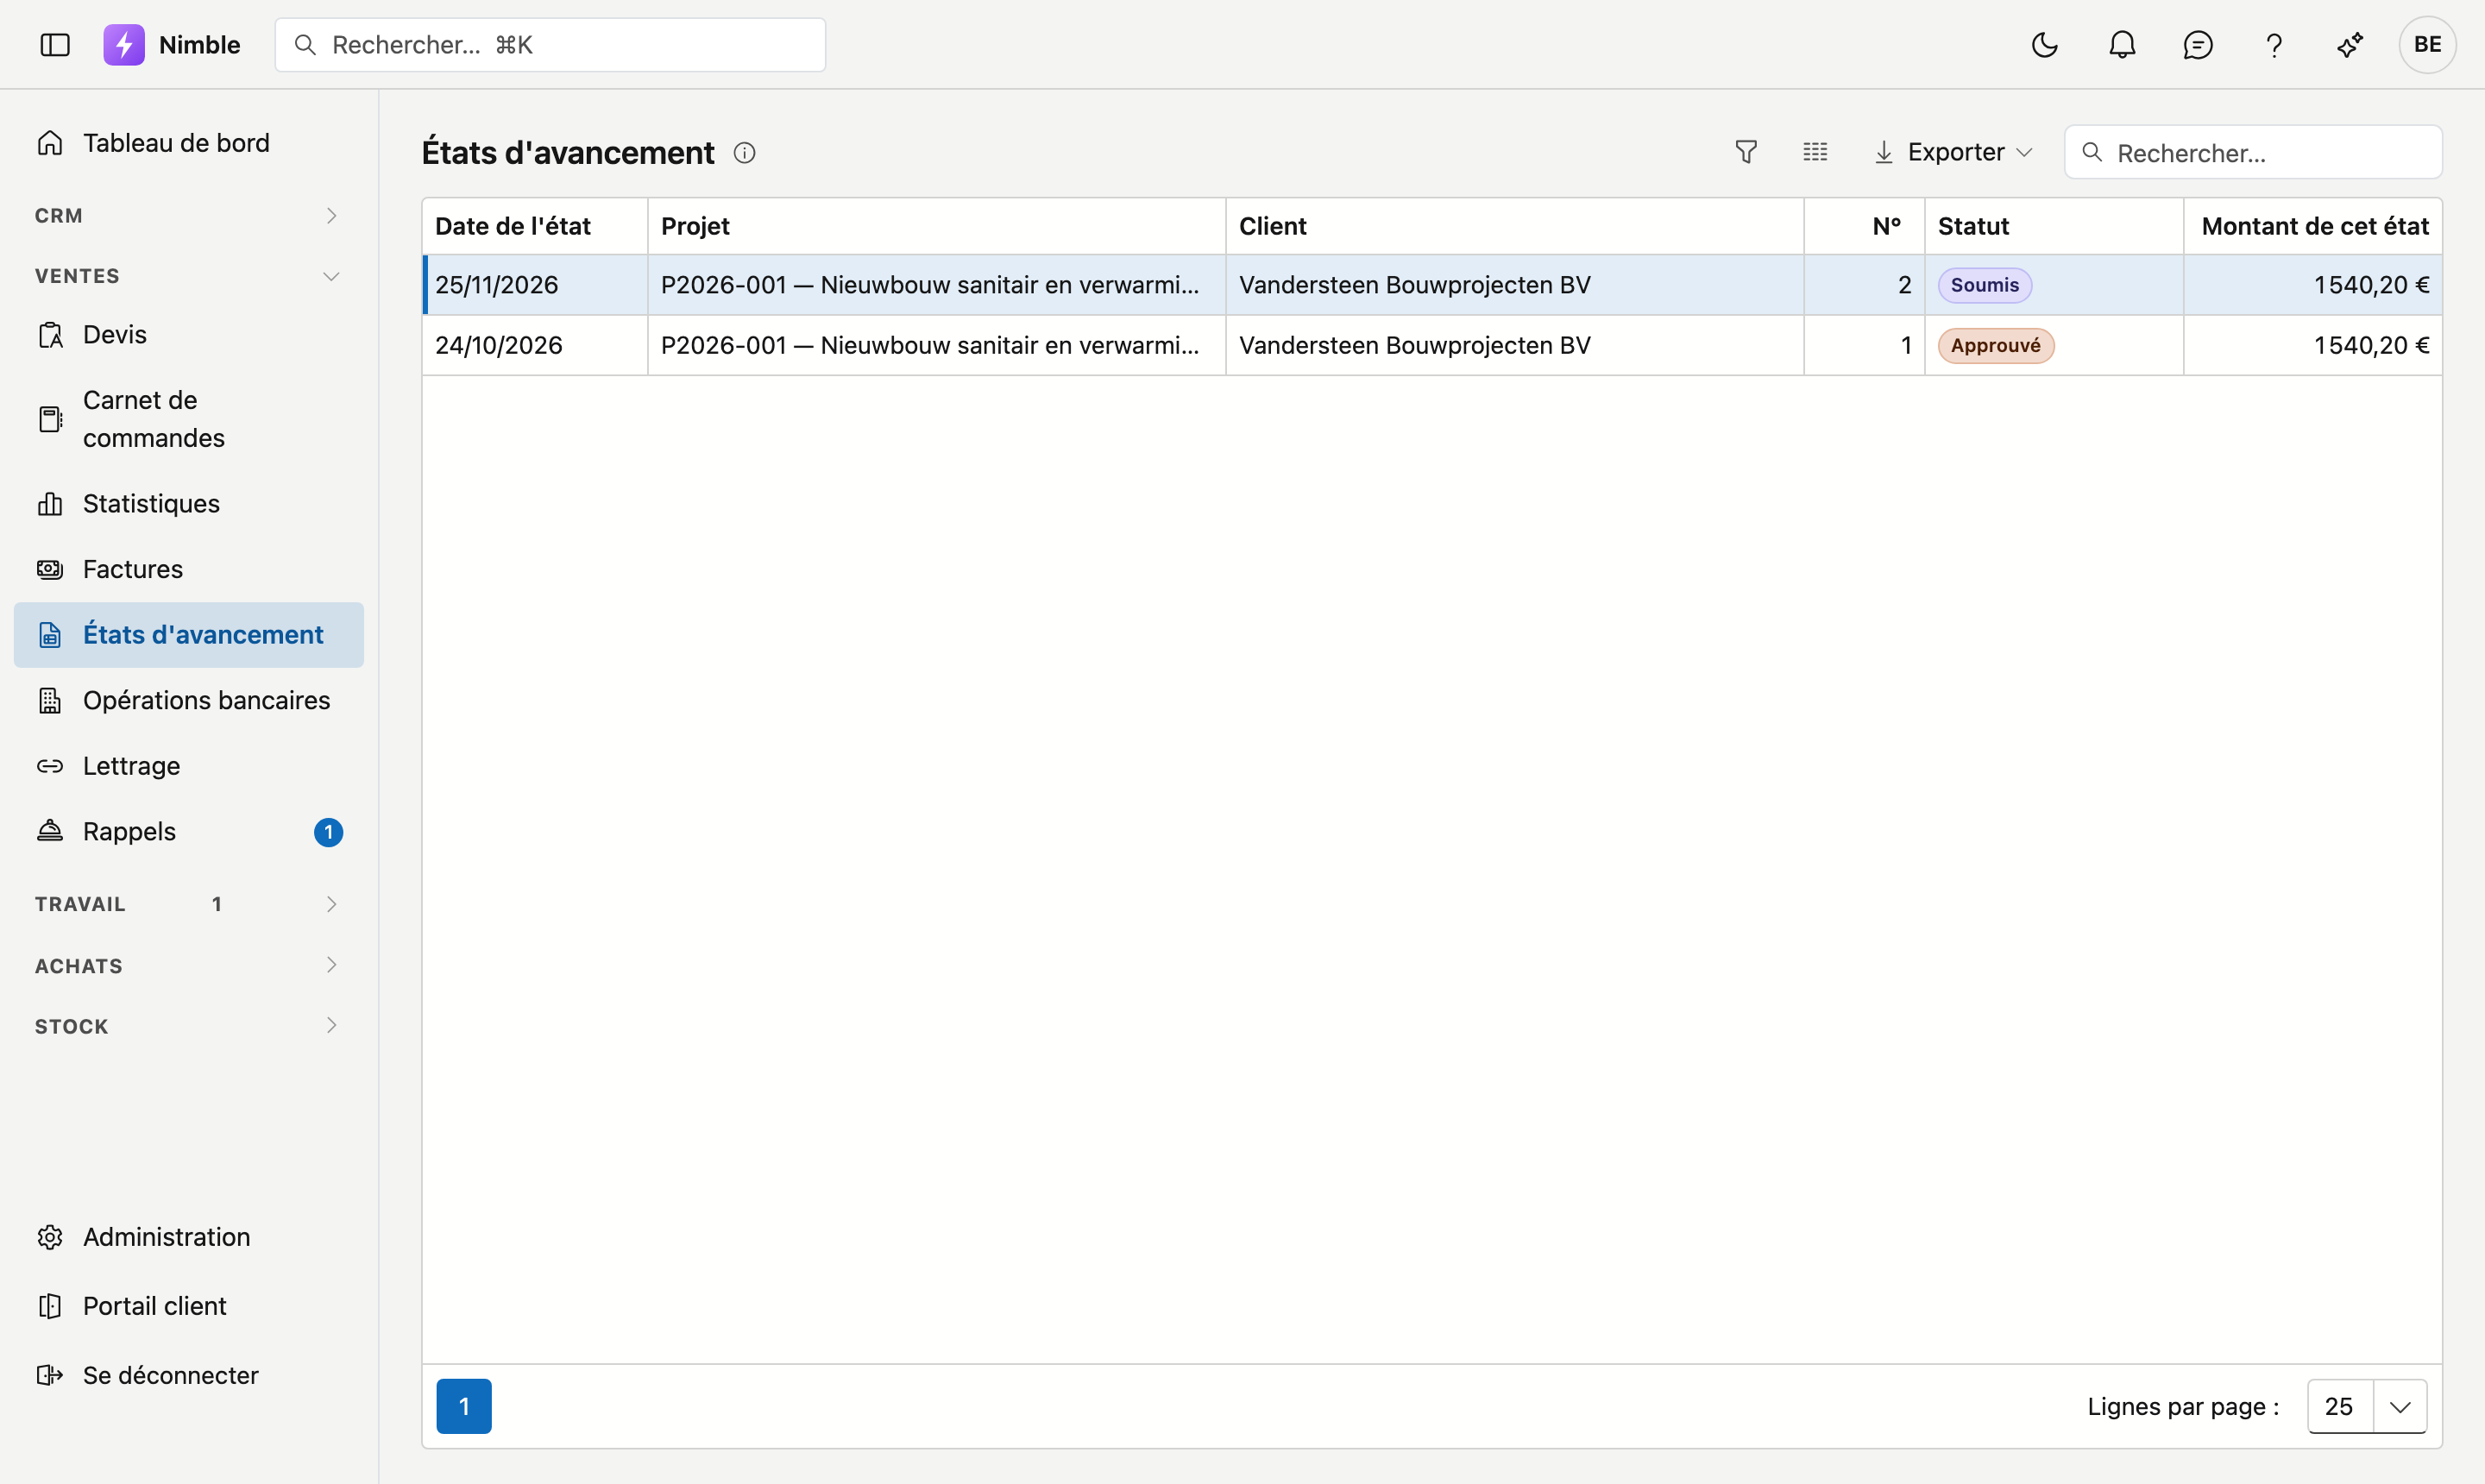 Nimble
Rechercher... ⌘K
BE
Tableau de bord
CRM
VENTES
Devis
Carnet de
commandes
Statistiques
Factures
États d'avancement
Opérations bancaires
Lettrage
Rappels 1
TRAVAIL 1
ACHATS
STOCK
Administration
Portail client
Se déconnecter
États d'avancement
Exporter
Rechercher...
Date de l'état Projet Client N° Statut Montant de cet état
25/11/2026 P2026-001 — Nieuwbouw sanitair en verwarmi... Vandersteen Bouwprojecten BV 2 Soumis 1 540,20 €
24/10/2026 P2026-001 — Nieuwbouw sanitair en verwarmi... Vandersteen Bouwprojecten BV 1 Approuvé 1 540,20 €
1
Lignes par page : 25